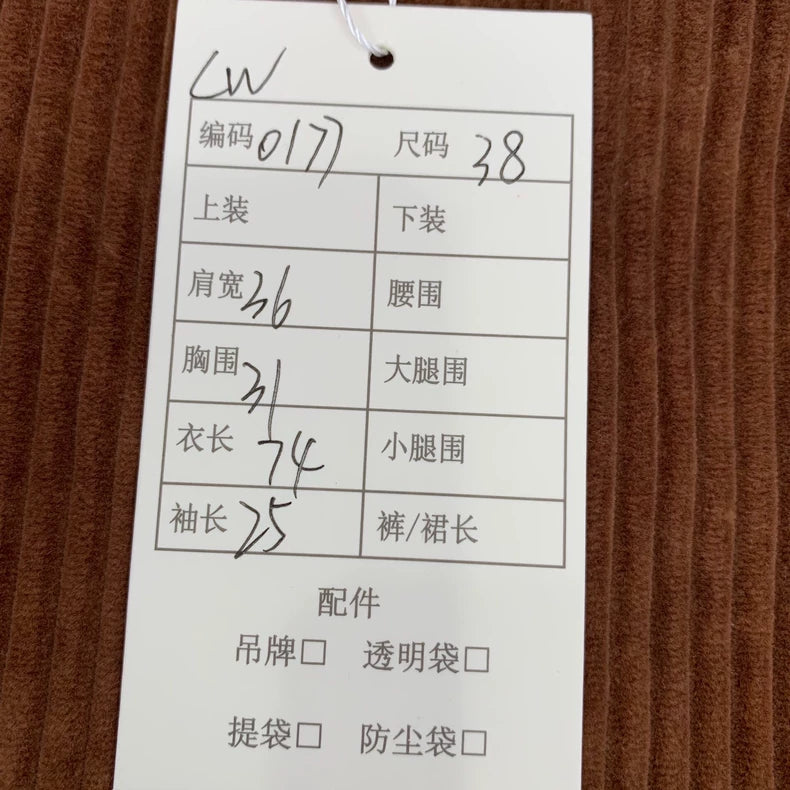 LW
编码 0177 尺码 38
上装 下装
肩宽 36 腰围
胸围 31 大腿围
衣长 74 小腿围
袖长 25 裤/裙长
配件
吊牌□ 透明袋□
提袋□ 防尘袋□